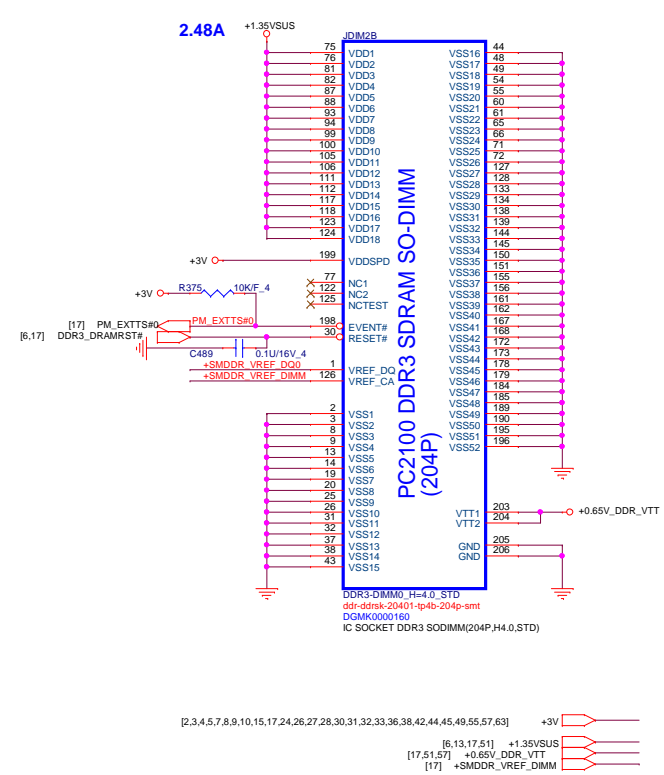 2.48A
+1.35VSUS
JDIM2B
75 VDD1 VSS16 44
76 VDD2 VSS17 48
81 VDD3 VSS18 49
82 VDD4 VSS19 54
87 VDD5 VSS20 55
88 VDD6 VSS21 60
93 VDD7 VSS22 61
94 VDD8 VSS23 65
99 VDD9 VSS24 66
100 VDD10 VSS25 71
105 VDD11 VSS26 72
106 VDD12 VSS27 127
111 VDD13 VSS28 128
112 VDD14 VSS29 133
117 VDD15 VSS30 134
118 VDD16 VSS31 138
123 VDD17 VSS32 139
124 VDD18 VSS33 144
VSS34 145
+3V 199 VDDSPD VSS35 150
VSS36 151
77 NC1 VSS37 155
122 NC2 VSS38 156
125 NCTEST VSS39 161
VSS40 162
+3V R375 10K/F_4
[17] PM_EXTTS#0 PM_EXTTS#0 198 EVENT# VSS41 167
[6,17] DDR3_DRAMRST# 30 RESET# VSS42 168
VSS43 172
VSS44 173
C489 0.1U/16V_4
+SMDDR_VREF_DQ0 1 VREF_DQ VSS45 178
+SMDDR_VREF_DIMM 126 VREF_CA VSS46 179
VSS47 184
VSS48 185
VSS49 189
VSS50 190
VSS51 195
VSS52 196
2 VSS1
3 VSS2
8 VSS3
9 VSS4
13 VSS5
14 VSS6
19 VSS7
20 VSS8
25 VSS9
26 VSS10
31 VSS11
32 VSS12
37 VSS13
38 VSS14
43 VSS15
PC2100 DDR3 SDRAM SO-DIMM
(204P)
VTT1 203
VTT2 204
+0.65V_DDR_VTT
GND 205
GND 206
DDR3-DIMM0_H=4.0_STD
ddr-ddrsk-20401-tp4b-204p-smt
DGMK0000160
IC SOCKET DDR3 SODIMM(204P,H4.0,STD)
[2,3,4,5,7,8,9,10,15,17,24,26,27,28,30,31,32,33,36,38,42,44,45,49,55,57,63] +3V
[6,13,17,51] +1.35VSUS
[17,51,57] +0.65V_DDR_VTT
[17] +SMDDR_VREF_DIMM